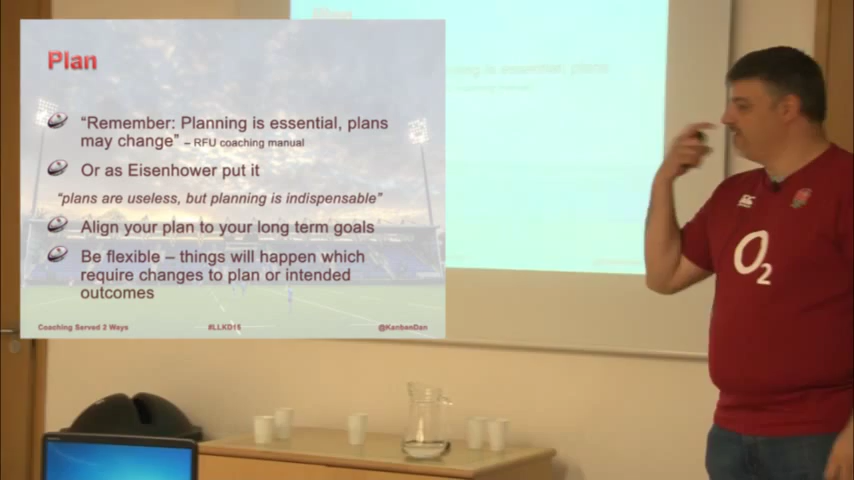 Plan
"Remember: Planning is essential, plans
may change" – RFU coaching manual
Or as Eisenhower put it
"plans are useless, but planning is indispensable"
Align your plan to your long term goals
Be flexible – things will happen which
require changes to plan or intended
outcomes
Coaching Served 2 Ways #LLKD16 @KanbanDan
O2